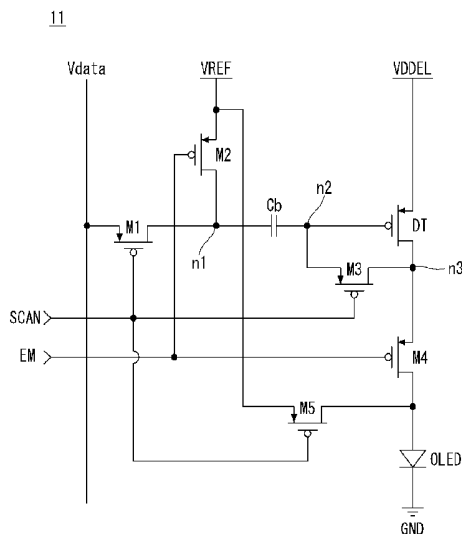 11
Vdata
VREF
VDDEL
M2
Cb
n2
M1
n1
DT
M3
n3
SCAN
EM
M4
M5
OLED
GND